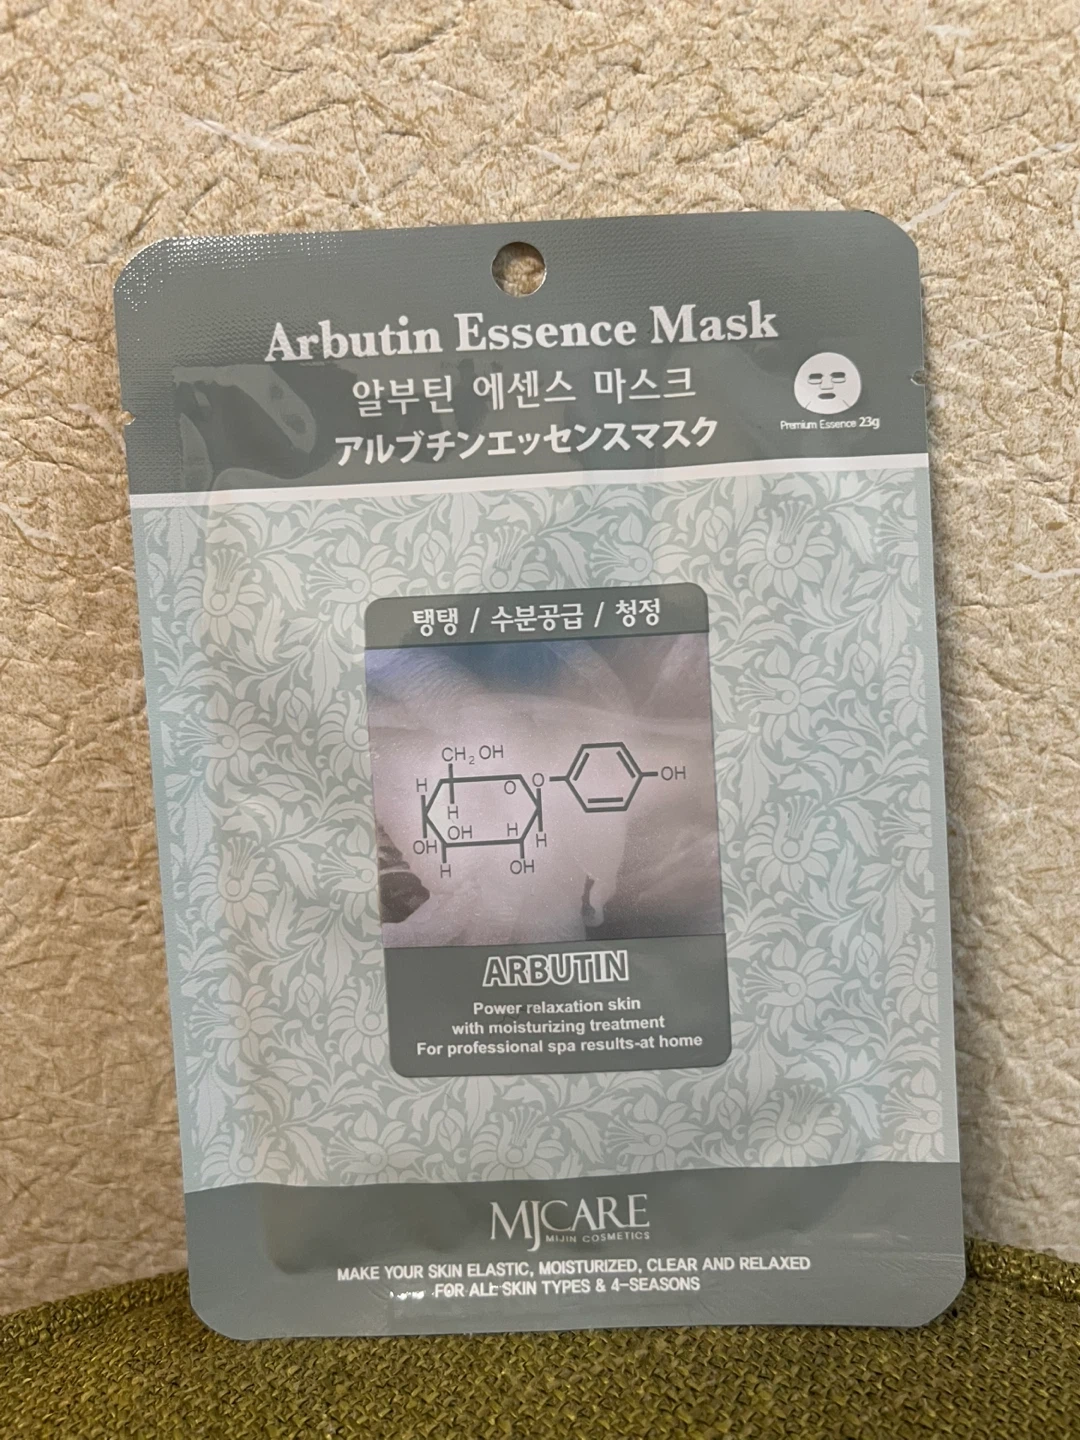 Arbutin Essence Mask
알부틴 에센스 마스크
アルブチンエッセンスマスク
Premium Essence 23g
탱탱 / 수분공급 / 청정
CH₂OH
H
O
O
OH
H
OH
H
H
OH
H
OH
ARBUTIN
Power relaxation skin
with moisturizing treatment
For professional spa results-at home
MJCARE
MIJIN COSMETICS
MAKE YOUR SKIN ELASTIC, MOISTURIZED, CLEAR AND RELAXED
FOR ALL SKIN TYPES & 4-SEASONS